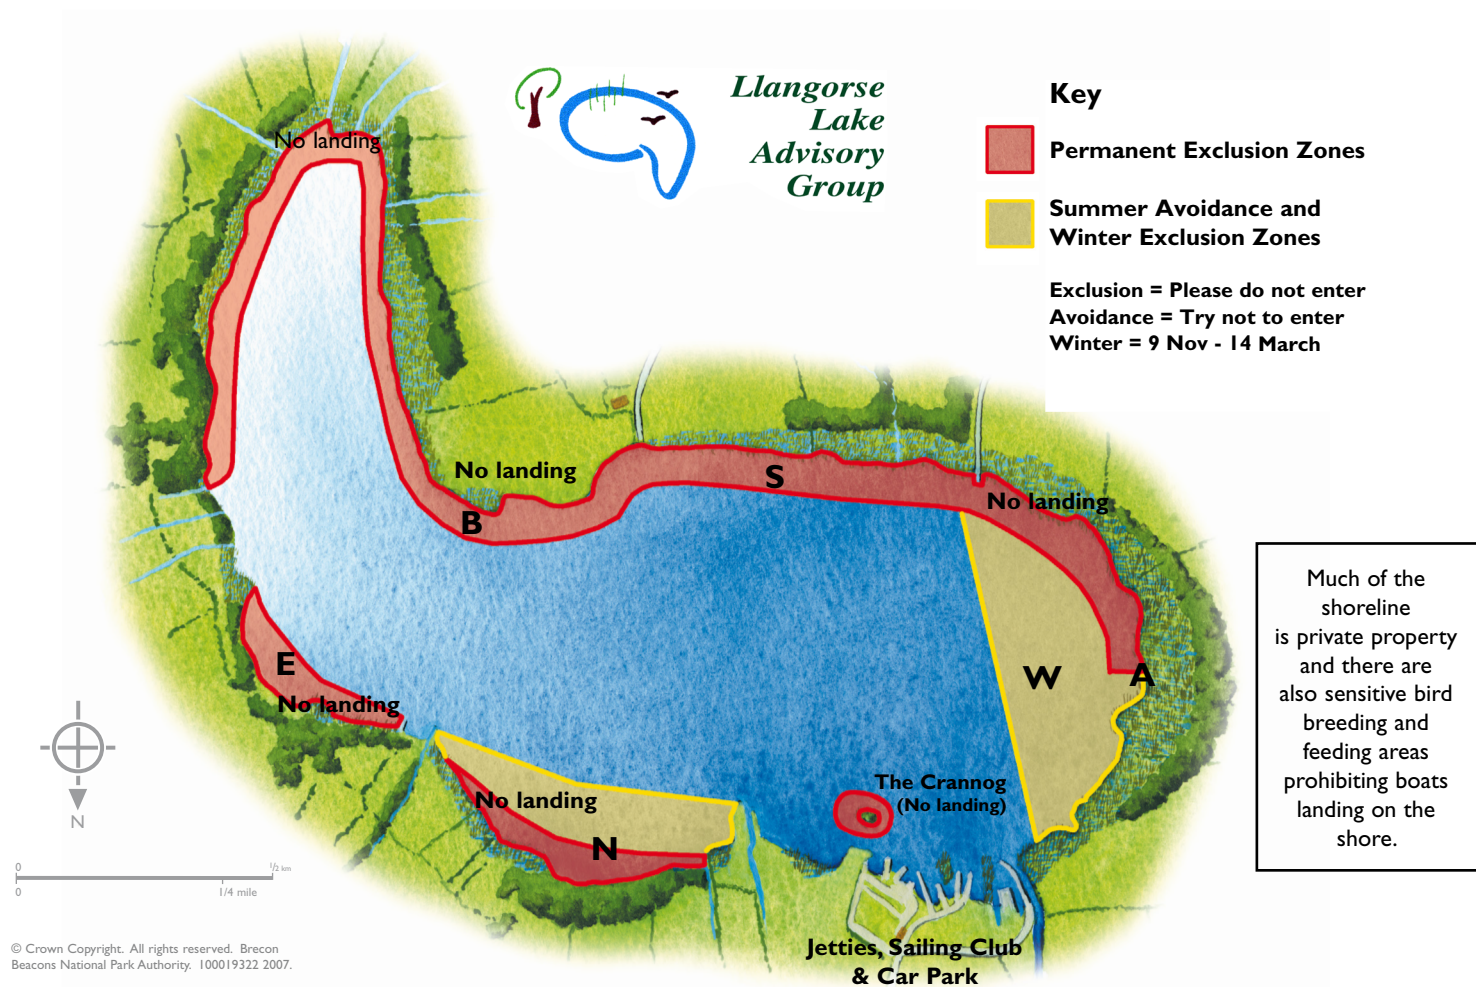 Llangorse
Lake
Advisory
Group
Key
Permanent Exclusion Zones
Summer Avoidance and
Winter Exclusion Zones
Exclusion = Please do not enter
Avoidance = Try not to enter
Winter = 9 Nov - 14 March
No landing
No landing
B
S
No landing
E
No landing
W
A
The Crannog
(No landing)
No landing
N
Jetties, Sailing Club
& Car Park
Much of the
shoreline
is private property
and there are
also sensitive bird
breeding and
feeding areas
prohibiting boats
landing on the
shore.
N
0
1/2 km
0
1/4 mile
© Crown Copyright. All rights reserved. Brecon
Beacons National Park Authority. 100019322 2007.